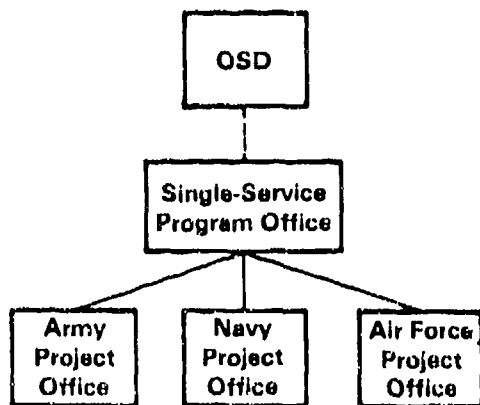 OSD
Single-Service
Program Office
Army
Project
Office
Navy
Project
Office
Air Force
Project
Office